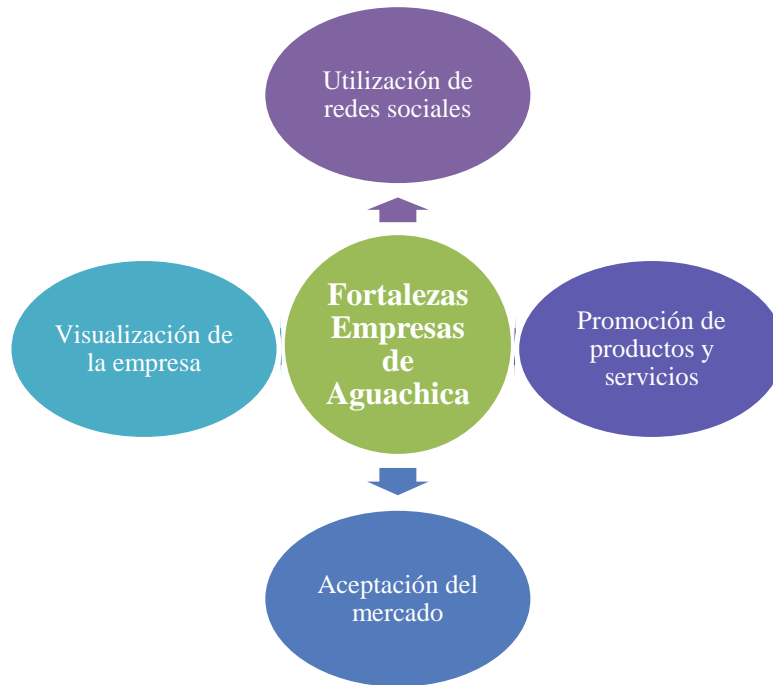 Utilización de
redes sociales
Visualización de
la empresa
Fortalezas
Empresas
de
Aguachica
Promoción de
productos y
servicios
Aceptación del
mercado